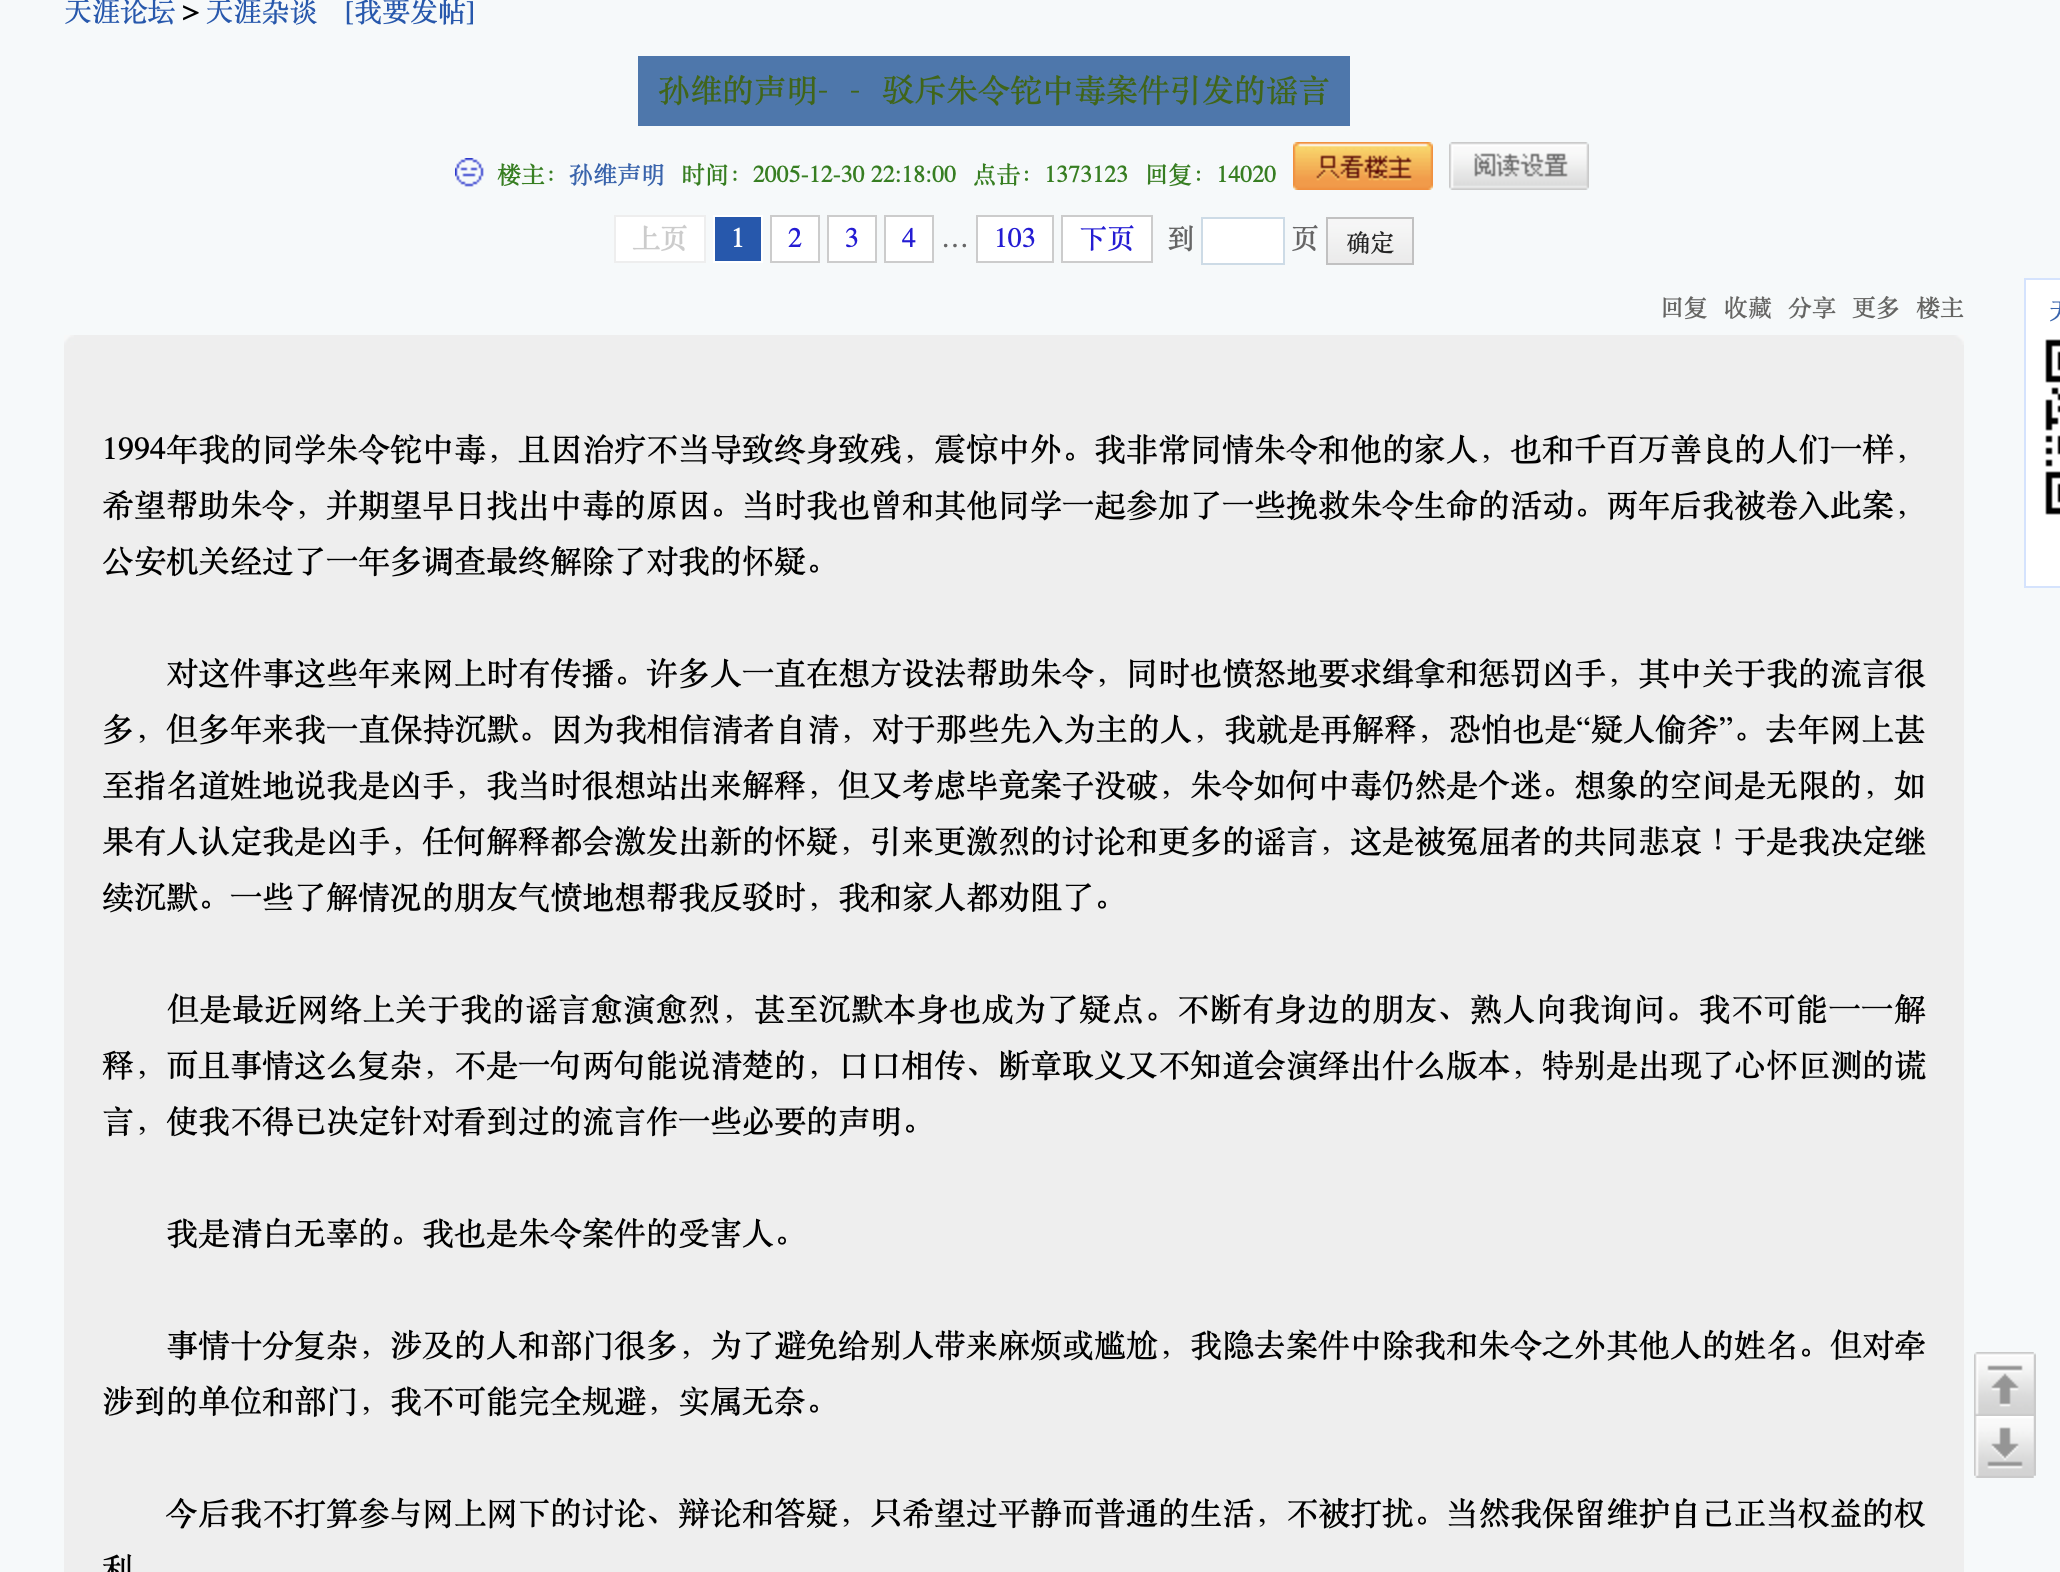 天涯论坛 > 天涯杂谈 [我要发帖]
孙维的声明- - 驳斥朱令铊中毒案件引发的谣言
楼主：孙维声明 时间：2005-12-30 22:18:00 点击：1373123 回复：14020 只看楼主 阅读设置
上页 1 2 3 4 … 103 下页 到 页 确定
回复 收藏 分享 更多 楼主
1994年我的同学朱令铊中毒，且因治疗不当导致终身致残，震惊中外。我非常同情朱令和他的家人，也和千百万善良的人们一样，
希望帮助朱令，并期望早日找出中毒的原因。当时我也曾和其他同学一起参加了一些挽救朱令生命的活动。两年后我被卷入此案，
公安机关经过了一年多调查最终解除了对我的怀疑。
对这件事这些年来网上时有传播。许多人一直在想方设法帮助朱令，同时也愤怒地要求缉拿和惩罚凶手，其中关于我的流言很
多，但多年来我一直保持沉默。因为我相信清者自清，对于那些先入为主的人，我就是再解释，恐怕也是“疑人偷斧”。去年网上甚
至指名道姓地说我是凶手，我当时很想站出来解释，但又考虑毕竟案子没破，朱令如何中毒仍然是个迷。想象的空间是无限的，如
果有人认定我是凶手，任何解释都会激发出新的怀疑，引来更激烈的讨论和更多的谣言，这是被冤屈者的共同悲哀！于是我决定继
续沉默。一些了解情况的朋友气愤地想帮我反驳时，我和家人都劝阻了。
但是最近网络上关于我的谣言愈演愈烈，甚至沉默本身也成为了疑点。不断有身边的朋友、熟人向我询问。我不可能一一解
释，而且事情这么复杂，不是一句两句能说清楚的，口口相传、断章取义又不知道会演绎出什么版本，特别是出现了心怀叵测的谎
言，使我不得已决定针对看到过的流言作一些必要的声明。
我是清白无辜的。我也是朱令案件的受害人。
事情十分复杂，涉及的人和部门很多，为了避免给别人带来麻烦或尴尬，我隐去案件中除我和朱令之外其他人的姓名。但对牵
涉到的单位和部门，我不可能完全规避，实属无奈。
今后我不打算参与网上网下的讨论、辩论和答疑，只希望过平静而普通的生活，不被打扰。当然我保留维护自己正当权益的权
利